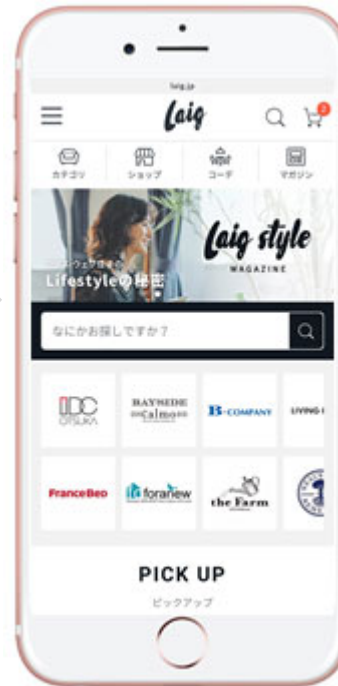 laig.jp
Laig
2
カテゴリ
ショップ
コーデ
マガジン
Lifestyleの秘密
Laig style
MAGAZINE
なにかお探しですか？
IDC
OTSUKA
BAYSIDE
Calmo
B-COMPANY
LIVING
FranceBed
foranew
the Farm
PICK UP
ピックアップ